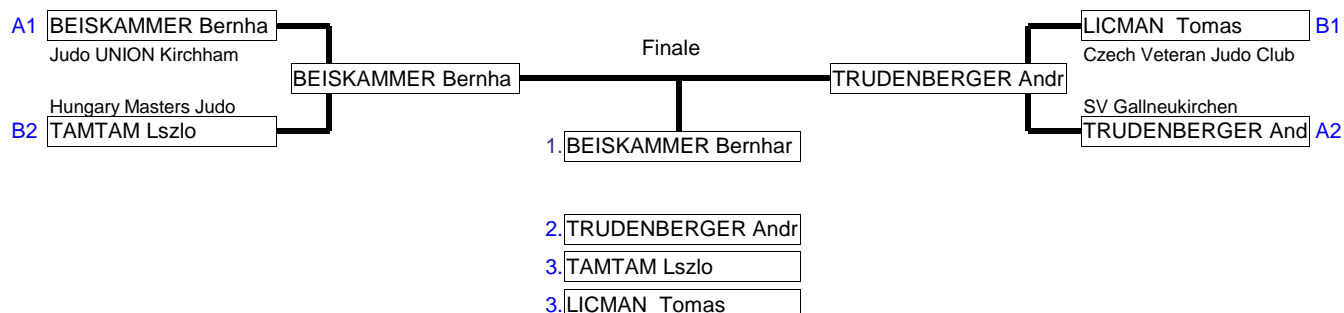 A1 BEISKAMMER Bernha
Judo UNION Kirchham
Hungary Masters Judo
B2 TAMTAM Lszlo
BEISKAMMER Bernha
Finale
TRUDENBERGER Andr
LICMAN  Tomas B1
Czech Veteran Judo Club
SV Gallneukirchen
TRUDENBERGER And A2
1. BEISKAMMER Bernhar
2. TRUDENBERGER Andr
3. TAMTAM Lszlo
3. LICMAN  Tomas